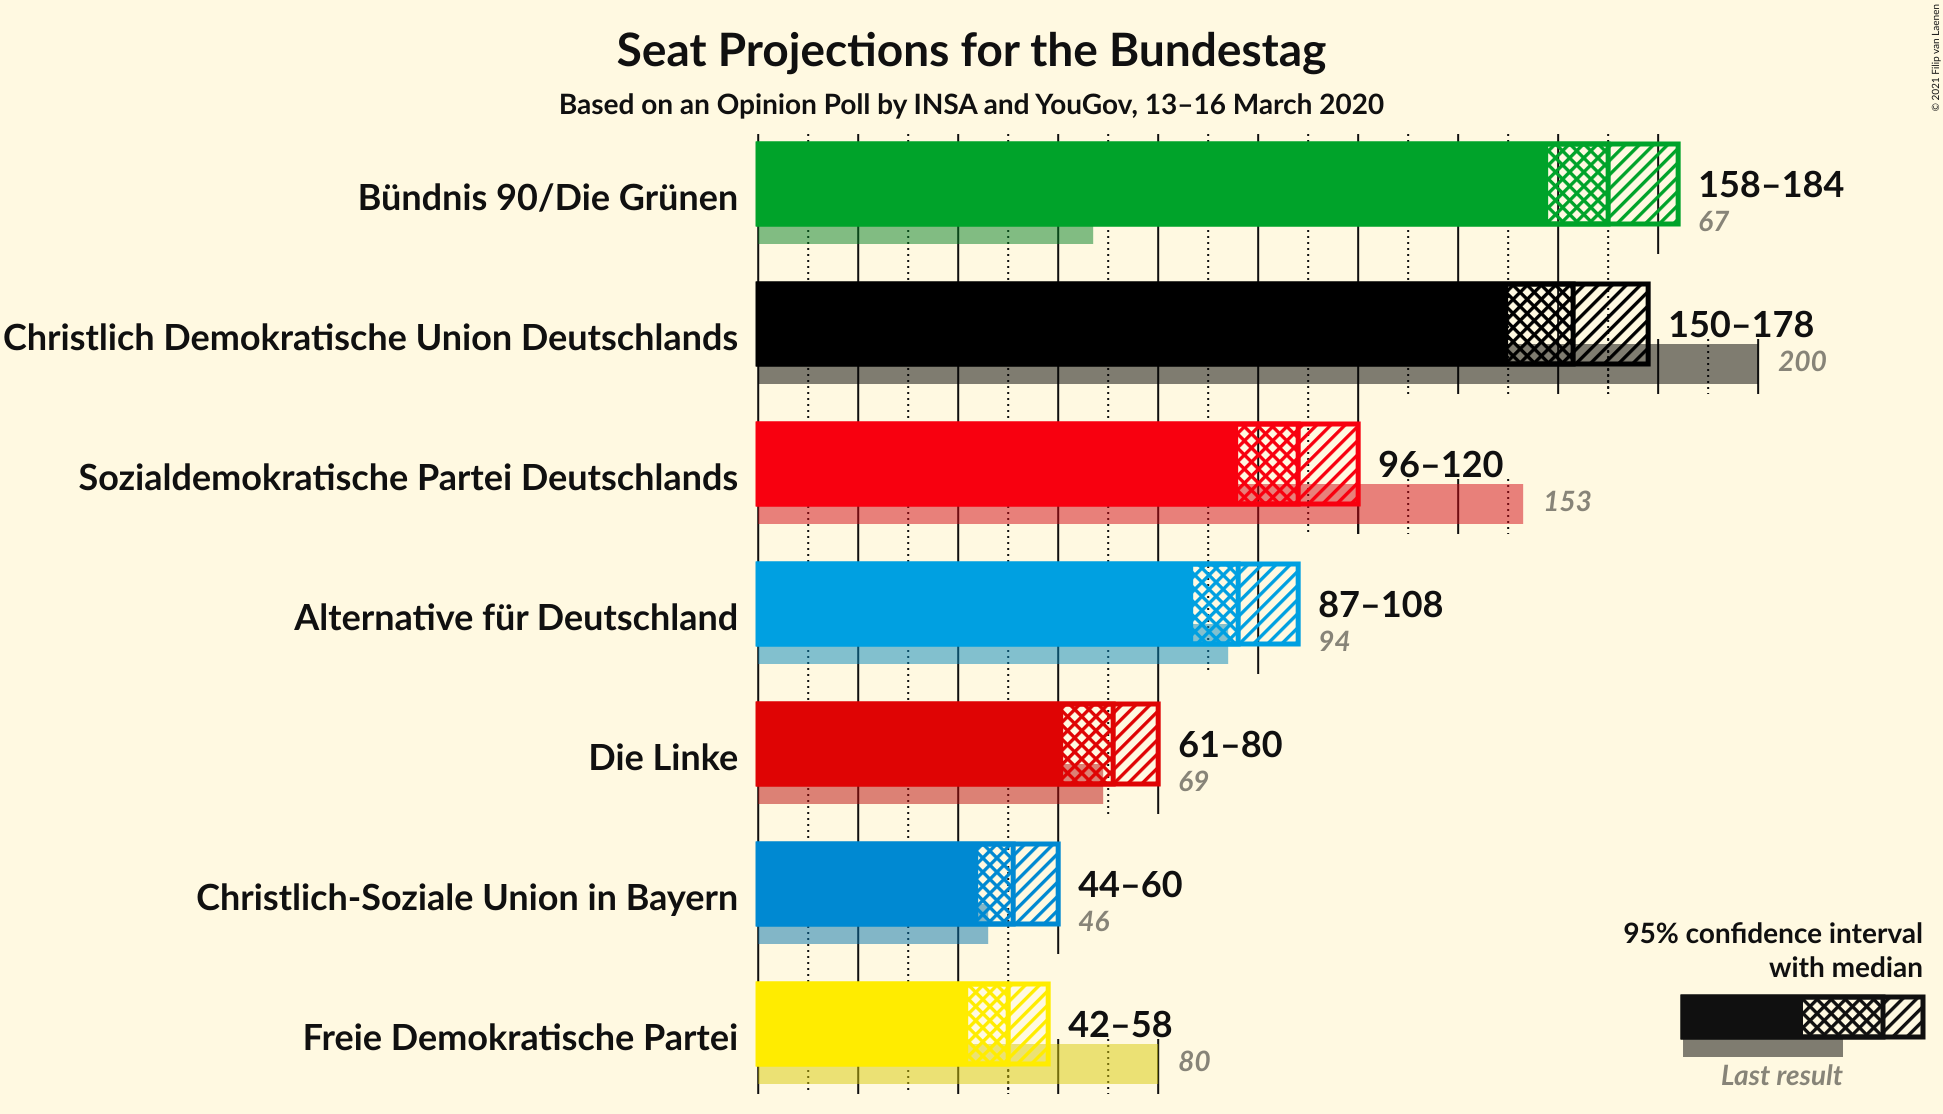 Seat Projections for the Bundestag
Based on an Opinion Poll by INSA and YouGov, 13–16 March 2020
© 2021 Filip van Laenen
Bündnis 90/Die Grünen
158–184
67
Christlich Demokratische Union Deutschlands
150–178
200
Sozialdemokratische Partei Deutschlands
96–120
153
Alternative für Deutschland
87–108
94
Die Linke
61–80
69
Christlich-Soziale Union in Bayern
44–60
46
Freie Demokratische Partei
42–58
80
95% confidence interval
with median
Last result